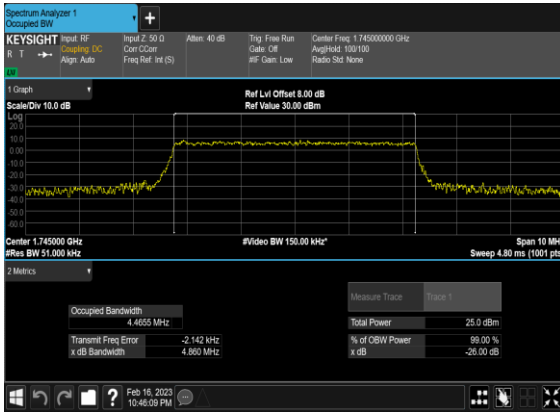 Spectrum Analyzer 1
Occupied BW
KEYSIGHT Input: RF Input Z: 50 Ω Atten: 40 dB Trig: Free Run Center Freq: 1.745000000 GHz
R T Coupling: DC Corr CCorr Gate: Off Avg|Hold: 100/100
Align: Auto Freq Ref: Int (S) #IF Gain: Low Radio Std: None
1 Graph
Ref Lvl Offset 8.00 dB
Scale/Div 10.0 dB Ref Value 30.00 dBm
Log
20.0
10.0
0.00
-10.0
-20.0
-30.0
-40.0
-50.0
-60.0
Center 1.745000 GHz #Video BW 150.00 kHz* Span 10 MH
#Res BW 51.000 kHz Sweep 4.80 ms (1001 pts
2 Metrics
Measure Trace Trace 1
Occupied Bandwidth
4.4655 MHz Total Power 25.0 dBm
Transmit Freq Error -2.142 kHz % of OBW Power 99.00 %
x dB Bandwidth 4.860 MHz x dB -26.00 dB
? Feb 16, 2023
10:46:09 PM